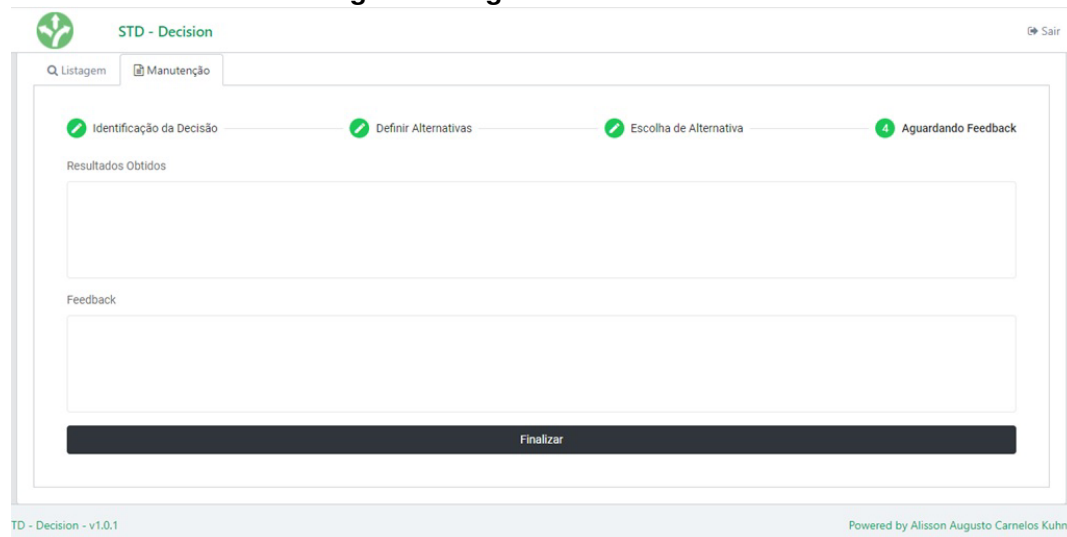 STD - Decision
Sair
Listagem
Manutenção
Identificação da Decisão
Definir Alternativas
Escolha de Alternativa
4 Aguardando Feedback
Resultados Obtidos
Feedback
Finalizar
TD - Decision - v1.0.1
Powered by Alisson Augusto Carnelos Kuhn